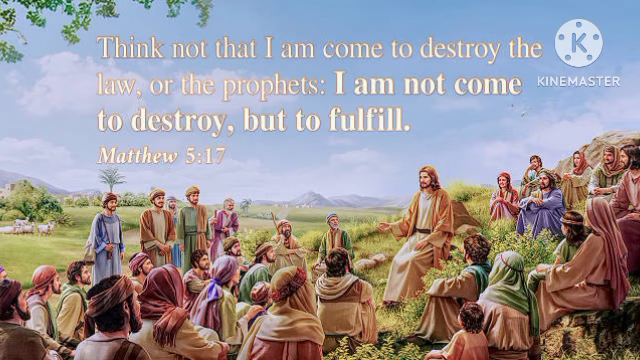 Think not that I am come to destroy the
law, or the prophets: I am not come
to destroy, but to fulfill.
Matthew 5:17
K
KINEMASTER